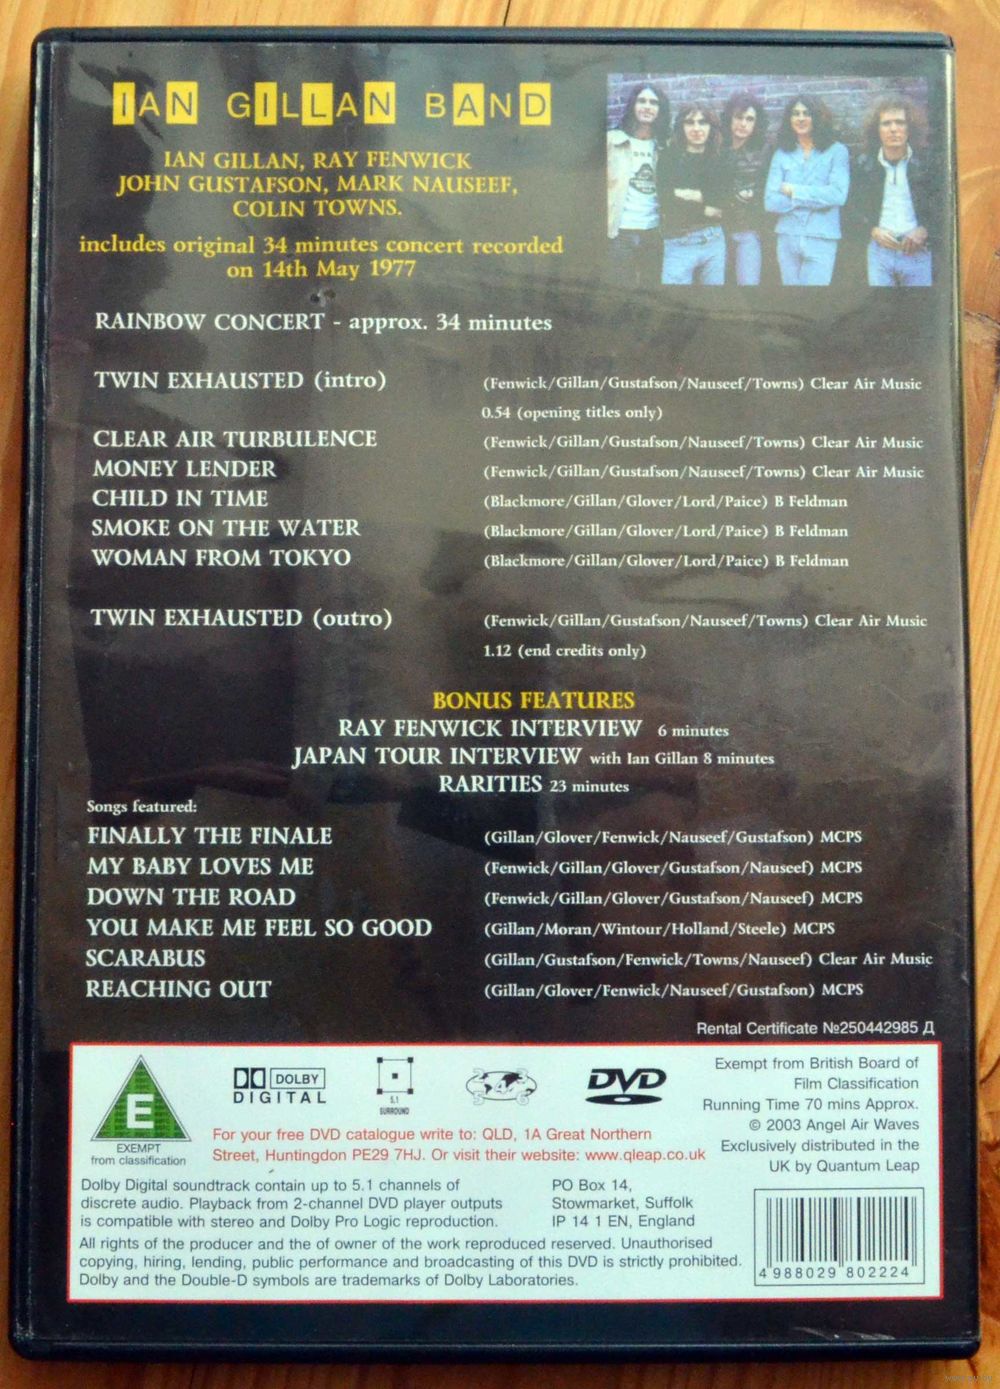 IAN GILLAN BAND
IAN GILLAN, RAY FENWICK
JOHN GUSTAFSON, MARK NAUSEEF,
COLIN TOWNS.
includes original 34 minutes concert recorded
on 14th May 1977
RAINBOW CONCERT - approx. 34 minutes
TWIN EXHAUSTED (intro) (Fenwick/Gillan/Gustafson/Nauseef/Towns) Clear Air Music
0.54 (opening titles only)
CLEAR AIR TURBULENCE (Fenwick/Gillan/Gustafson/Nauseef/Towns) Clear Air Music
MONEY LENDER (Fenwick/Gillan/Gustafson/Nauseef/Towns) Clear Air Music
CHILD IN TIME (Blackmore/Gillan/Glover/Lord/Paice) B Feldman
SMOKE ON THE WATER (Blackmore/Gillan/Glover/Lord/Paice) B Feldman
WOMAN FROM TOKYO (Blackmore/Gillan/Glover/Lord/Paice) B Feldman
TWIN EXHAUSTED (outro) (Fenwick/Gillan/Gustafson/Nauseef/Towns) Clear Air Music
1.12 (end credits only)
BONUS FEATURES
RAY FENWICK INTERVIEW 6 minutes
JAPAN TOUR INTERVIEW with Ian Gillan 8 minutes
RARITIES 23 minutes
Songs featured:
FINALLY THE FINALE (Gillan/Glover/Fenwick/Nauseef/Gustafson) MCPS
MY BABY LOVES ME (Fenwick/Gillan/Glover/Gustafson/Nauseef) MCPS
DOWN THE ROAD (Fenwick/Gillan/Glover/Gustafson/Nauseef) MCPS
YOU MAKE ME FEEL SO GOOD (Gillan/Moran/Wintour/Holland/Steele) MCPS
SCARABUS (Gillan/Gustafson/Fenwick/Towns/Nauseef) Clear Air Music
REACHING OUT (Gillan/Glover/Fenwick/Nauseef/Gustafson) MCPS
Rental Certificate №250442985 Д
E
EXEMPT
from classification
DOLBY
DIGITAL
5.1
SURROUND
DVD
Exempt from British Board of
Film Classification
Running Time 70 mins Approx.
© 2003 Angel Air Waves
Exclusively distributed in the
UK by Quantum Leap
For your free DVD catalogue write to: QLD, 1A Great Northern
Street, Huntingdon PE29 7HJ. Or visit their website: www.qleap.co.uk
Dolby Digital soundtrack contain up to 5.1 channels of
discrete audio. Playback from 2-channel DVD player outputs
is compatible with stereo and Dolby Pro Logic reproduction.
PO Box 14,
Stowmarket, Suffolk
IP 14 1 EN, England
All rights of the producer and the of owner of the work reproduced reserved. Unauthorised
copying, hiring, lending, public performance and broadcasting of this DVD is strictly prohibited.
Dolby and the Double-D symbols are trademarks of Dolby Laboratories.
4 988029 802224